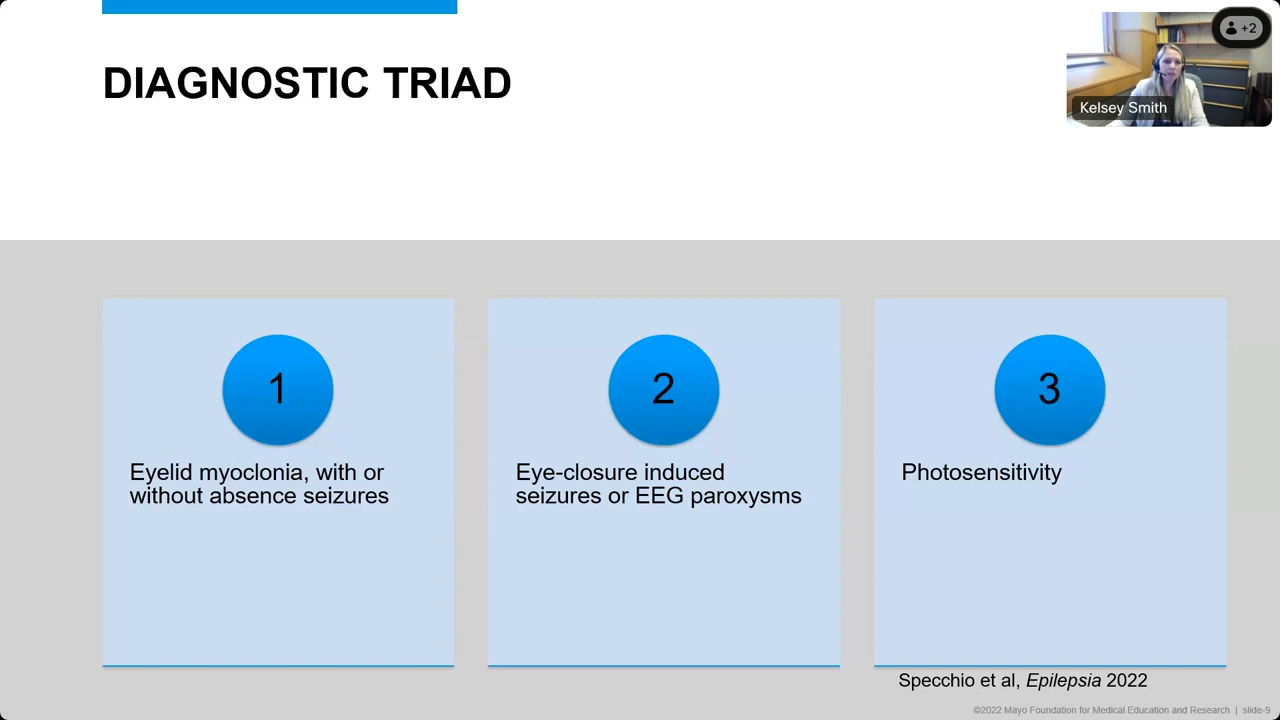 DIAGNOSTIC TRIAD
+2
Kelsey Smith
1
Eyelid myoclonia, with or
without absence seizures
2
Eye-closure induced
seizures or EEG paroxysms
3
Photosensitivity
Specchio et al, Epilepsia 2022
©2022 Mayo Foundation for Medical Education and Research | slide-9